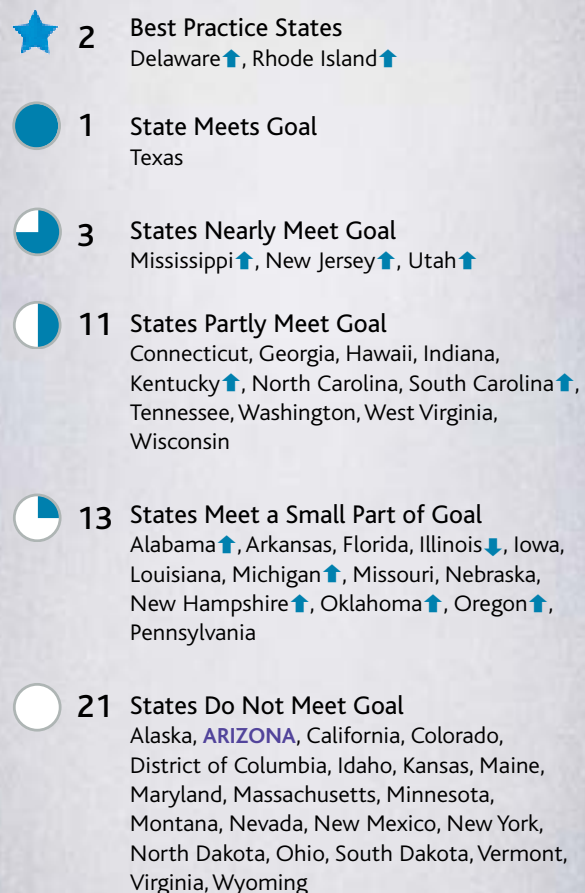 2 Best Practice States
Delaware⬆, Rhode Island⬆
1 State Meets Goal
Texas
3 States Nearly Meet Goal
Mississippi⬆, New Jersey⬆, Utah⬆
11 States Partly Meet Goal
Connecticut, Georgia, Hawaii, Indiana,
Kentucky⬆, North Carolina, South Carolina⬆,
Tennessee, Washington, West Virginia,
Wisconsin
13 States Meet a Small Part of Goal
Alabama⬆, Arkansas, Florida, Illinois⬇, Iowa,
Louisiana, Michigan⬆, Missouri, Nebraska,
New Hampshire⬆, Oklahoma⬆, Oregon⬆,
Pennsylvania
21 States Do Not Meet Goal
Alaska, ARIZONA, California, Colorado,
District of Columbia, Idaho, Kansas, Maine,
Maryland, Massachusetts, Minnesota,
Montana, Nevada, New Mexico, New York,
North Dakota, Ohio, South Dakota, Vermont,
Virginia, Wyoming